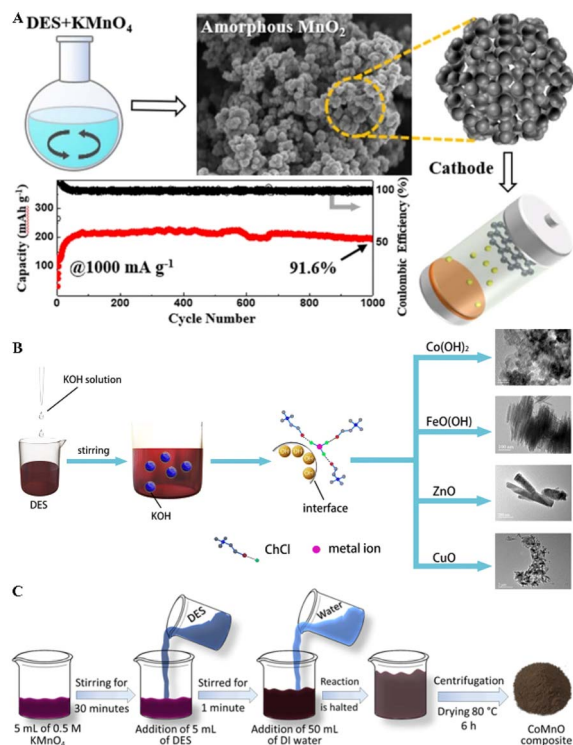 A
DES+KMnO4
Amorphous MnO2
Cathode
Capacity (mAh g-1)
300
200
100
@1000 mA g-1
91.6%
100
50
Coulombic Efficiency (%)
0 200 400 600 800 1000
Cycle Number
B
KOH solution
DES
stirring
KOH
OH OH OH OH
interface
ChCl
metal ion
Co(OH)2
FeO(OH)
ZnO
CuO
C
5 mL of 0.5 M
KMnO4
Stirring for
30 minutes
DES
Addition of 5 mL
of DES
Stirred for
1 minute
Water
Addition of 50 mL
of DI water
Reaction
is halted
Centrifugation
Drying 80 °C
6 h
CoMnO
composite